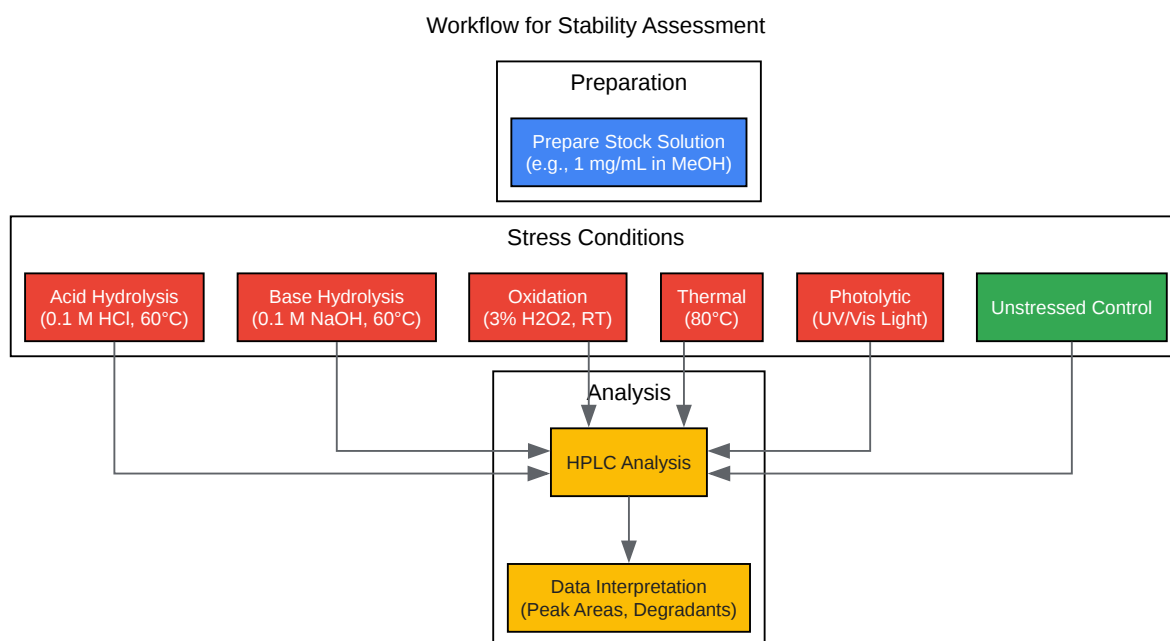 Workflow for Stability Assessment
Preparation
Prepare Stock Solution
(e.g., 1 mg/mL in MeOH)
Stress Conditions
Acid Hydrolysis
(0.1 M HCl, 60°C)
Base Hydrolysis
(0.1 M NaOH, 60°C)
Oxidation
(3% H2O2, RT)
Thermal
(80°C)
Photolytic
(UV/Vis Light)
Unstressed Control
Analysis
HPLC Analysis
Data Interpretation
(Peak Areas, Degradants)